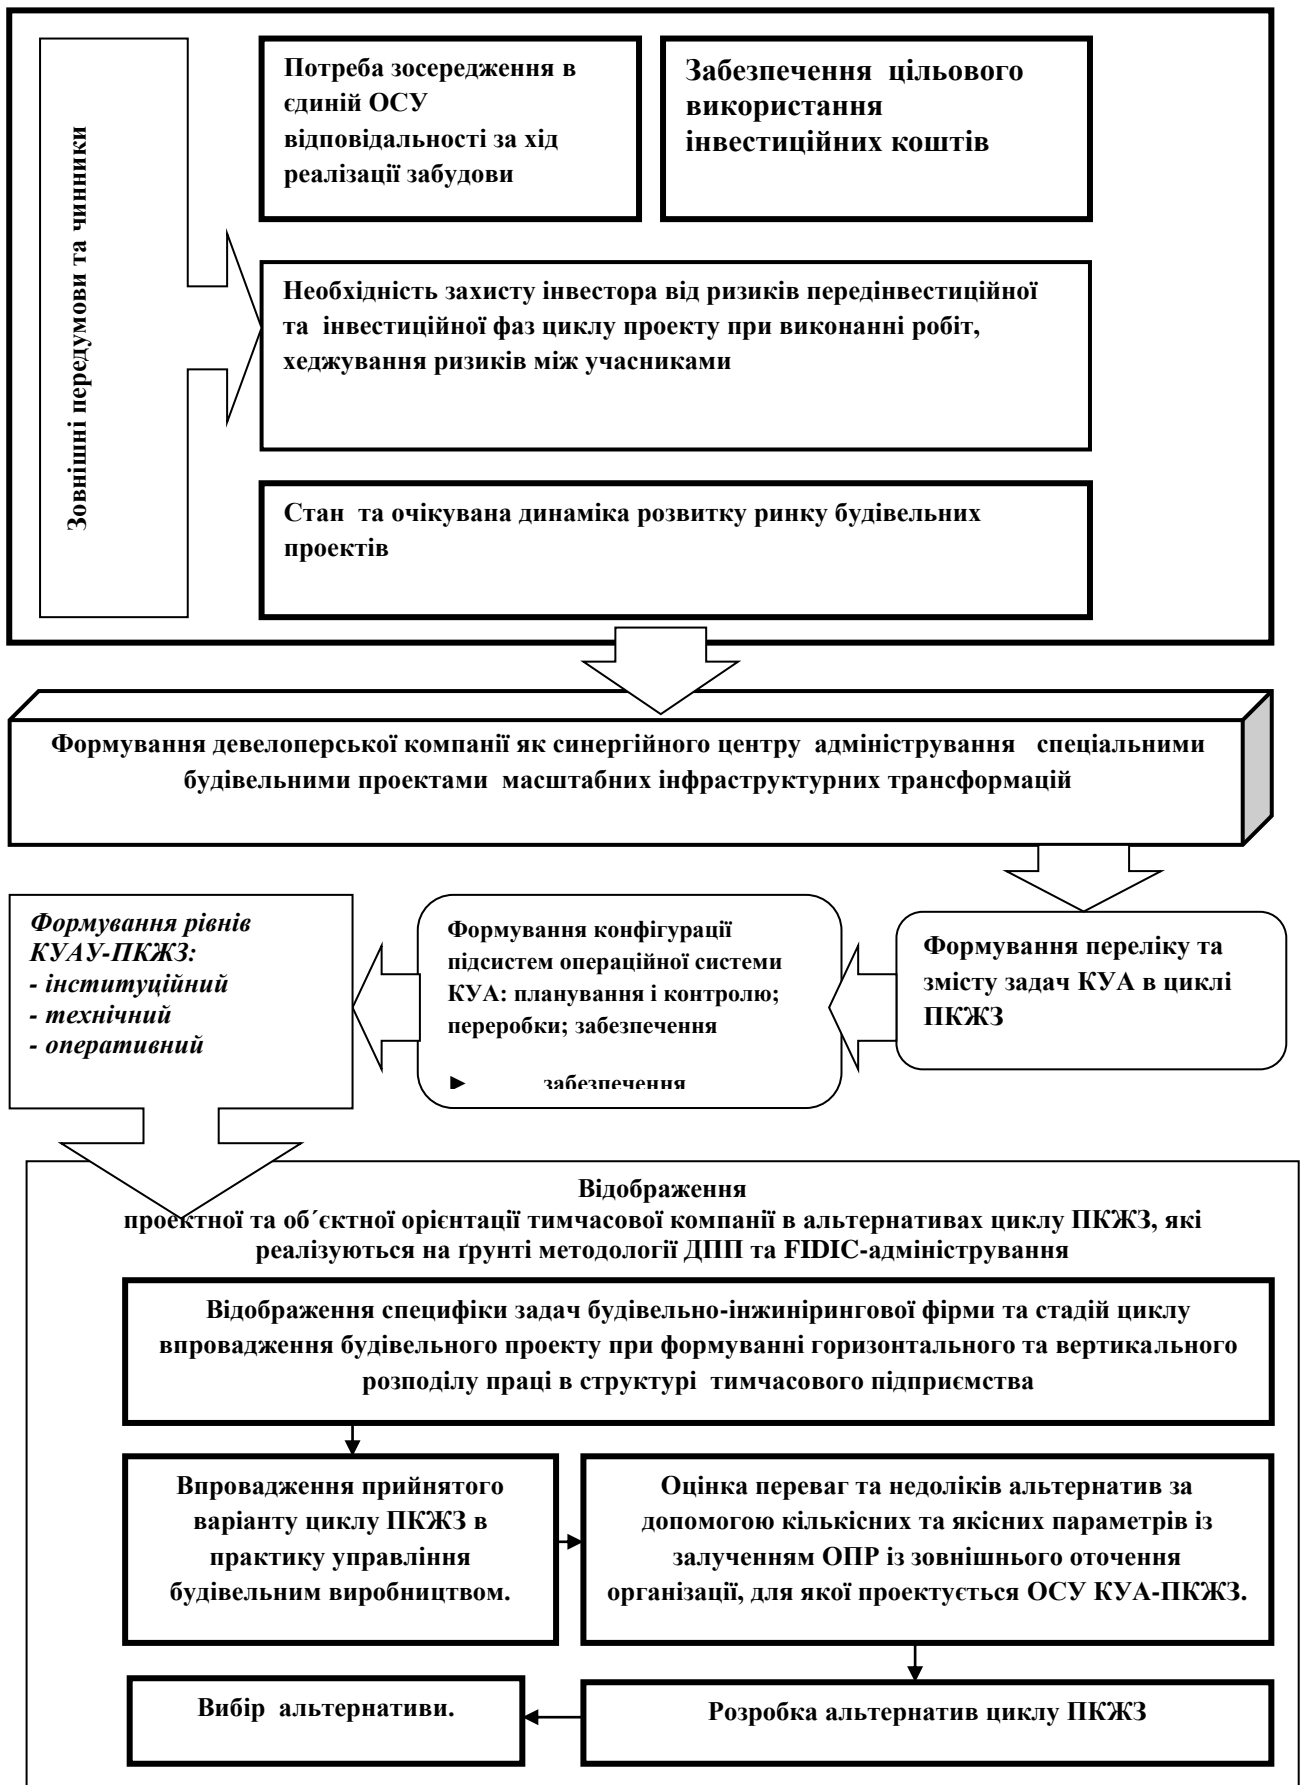 Зовнішні передумови та чинники
Потреба зосередження в
єдиній ОСУ
відповідальності за хід
реалізації забудови
Забезпечення цільового
використання
інвестиційних коштів
Необхідність захисту інвестора від ризиків передінвестиційної
та інвестиційної фаз циклу проекту при виконанні робіт,
хеджування ризиків між учасниками
Стан та очікувана динаміка розвитку ринку будівельних
проектів
Формування девелоперської компанії як синергійного центру адміністрування спеціальними
будівельними проектами масштабних інфраструктурних трансформацій
Формування рівнів
КУАУ-ПКЖЗ:
- інституційний
- технічний
- оперативний
Формування конфігурації
підсистем операційної системи
КУА: планування і контролю;
переробки; забезпечення
► забезпечення
Формування переліку та
змісту задач КУА в циклі
ПКЖЗ
Відображення
проектної та об´єктної орієнтації тимчасової компанії в альтернативах циклу ПКЖЗ, які
реалізуються на ґрунті методології ДПП та FIDIC-адміністрування
Відображення специфіки задач будівельно-інжинірингової фірми та стадій циклу
впровадження будівельного проекту при формуванні горизонтального та вертикального
розподілу праці в структурі тимчасового підприємства
Впровадження прийнятого
варіанту циклу ПКЖЗ в
практику управління
будівельним виробництвом.
Оцінка переваг та недоліків альтернатив за
допомогою кількісних та якісних параметрів із
залученням ОПР із зовнішнього оточення
організації, для якої проектується ОСУ КУА-ПКЖЗ.
Вибір альтернативи.
Розробка альтернатив циклу ПКЖЗ